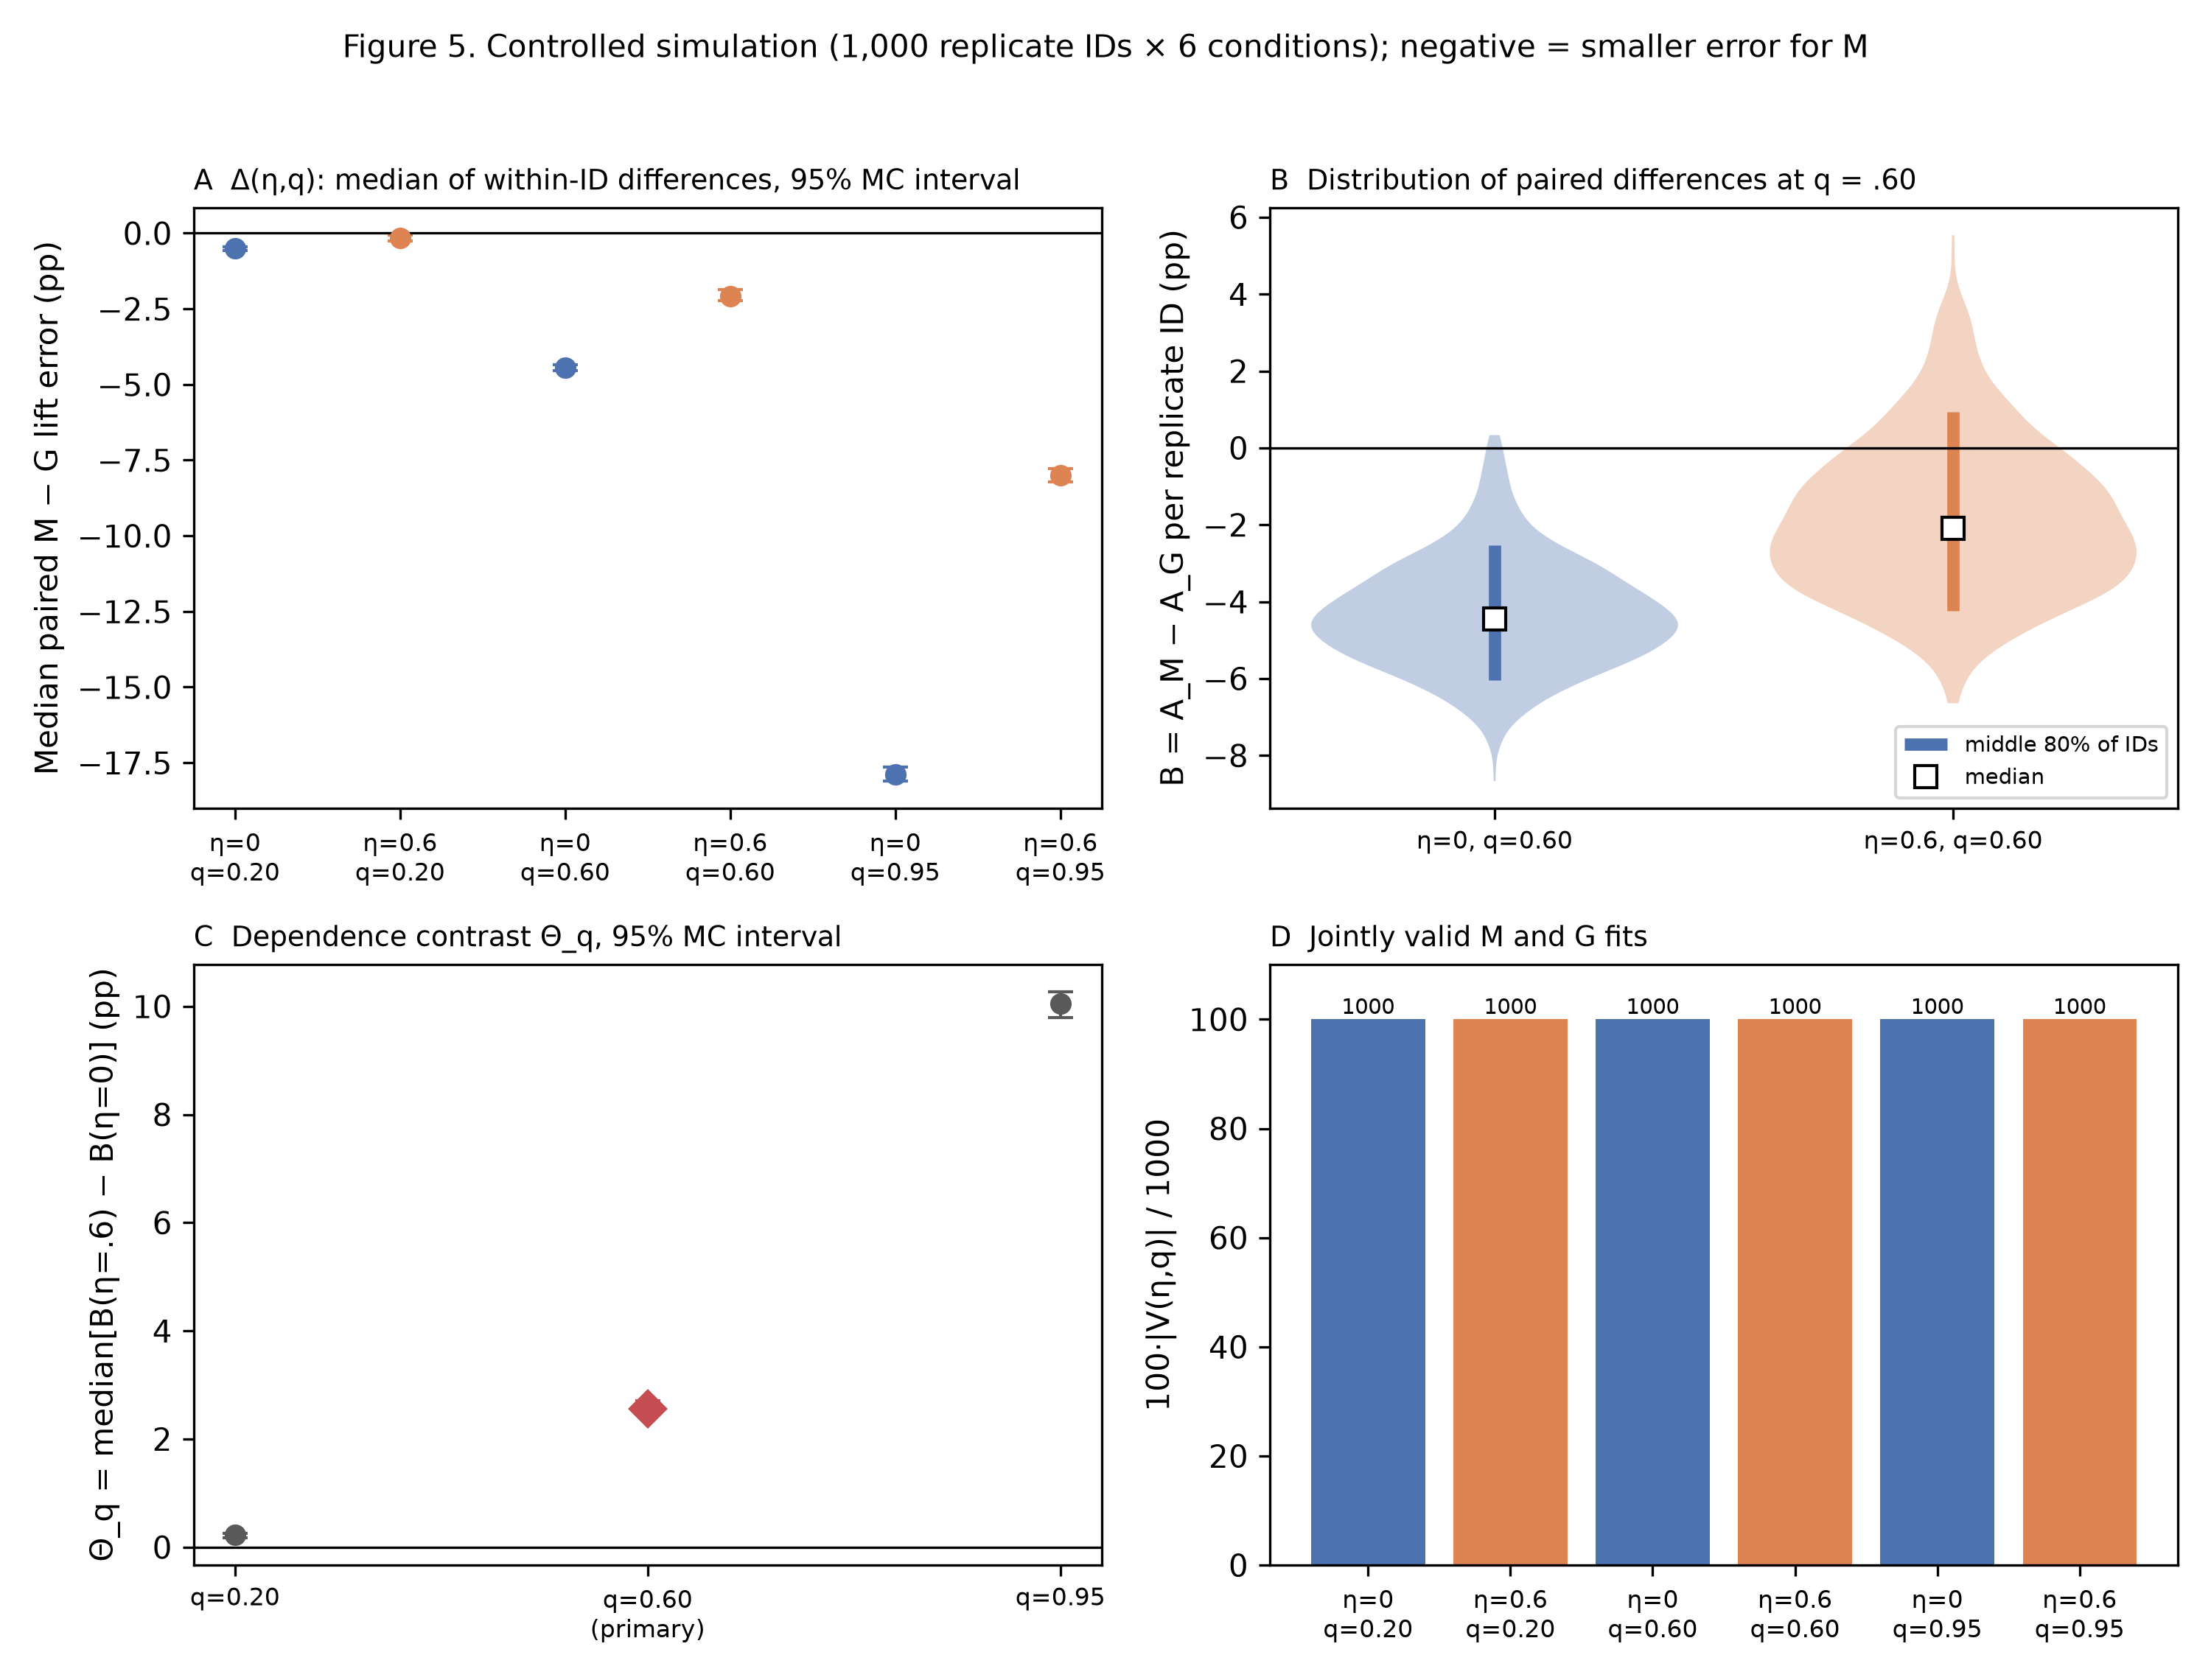 Figure 5. Controlled simulation (1,000 replicate IDs × 6 conditions); negative = smaller error for M
A Δ(η,q): median of within-ID differences, 95% MC interval
Median paired M − G lift error (pp)
0.0
−2.5
−5.0
−7.5
−10.0
−12.5
−15.0
−17.5
η=0
q=0.20
η=0.6
q=0.20
η=0
q=0.60
η=0.6
q=0.60
η=0
q=0.95
η=0.6
q=0.95
B Distribution of paired differences at q = .60
B = A_M − A_G per replicate ID (pp)
6
4
2
0
−2
−4
−6
−8
middle 80% of IDs
median
η=0, q=0.60
η=0.6, q=0.60
C Dependence contrast Θ_q, 95% MC interval
Θ_q = median[B(η=.6) − B(η=0)] (pp)
10
8
6
4
2
0
q=0.20
q=0.60
(primary)
q=0.95
D Jointly valid M and G fits
100·|V(η,q)| / 1000
100
80
60
40
20
0
1000
1000
1000
1000
1000
1000
η=0
q=0.20
η=0.6
q=0.20
η=0
q=0.60
η=0.6
q=0.60
η=0
q=0.95
η=0.6
q=0.95